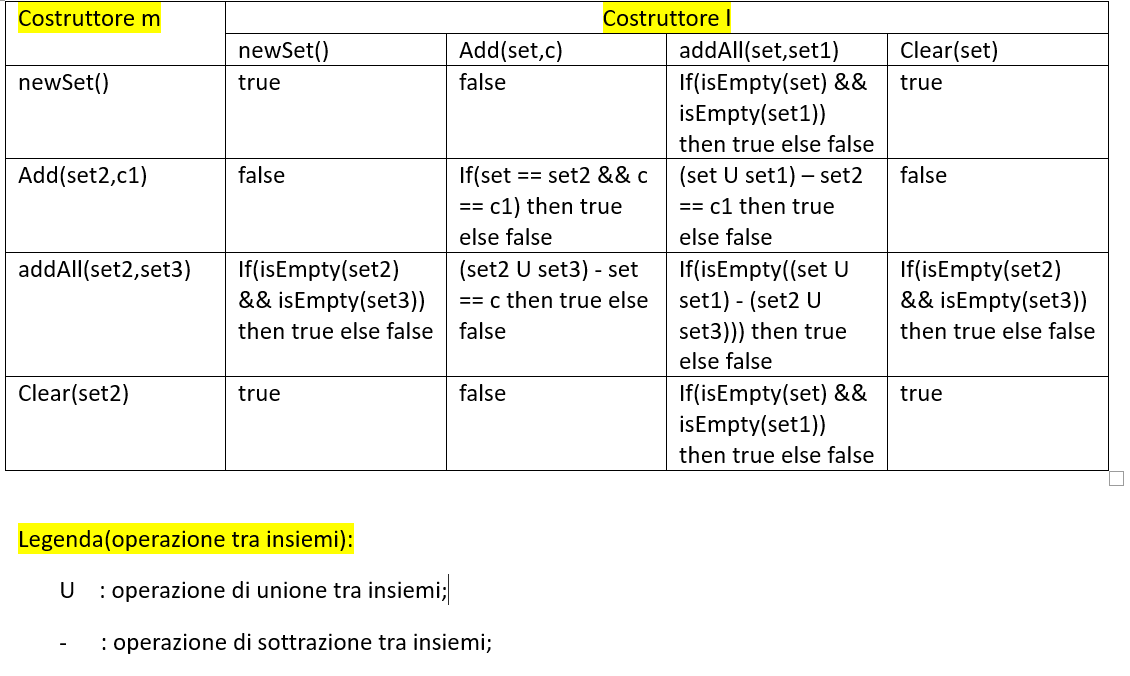 Costruttore m
Costruttore l
newSet()
Add(set,c)
addAll(set,set1)
Clear(set)
newSet()
true
false
If(isEmpty(set) &&
isEmpty(set1))
then true else false
true
Add(set2,c1)
false
If(set == set2 && c
== c1) then true
else false
(set U set1) – set2
== c1 then true
else false
false
addAll(set2,set3)
If(isEmpty(set2)
&& isEmpty(set3))
then true else false
(set2 U set3) - set
== c then true else
false
If(isEmpty((set U
set1) - (set2 U
set3))) then true
else false
If(isEmpty(set2)
&& isEmpty(set3))
then true else false
Clear(set2)
true
false
If(isEmpty(set) &&
isEmpty(set1))
then true else false
true
Legenda(operazione tra insiemi):
U : operazione di unione tra insiemi;
- : operazione di sottrazione tra insiemi;